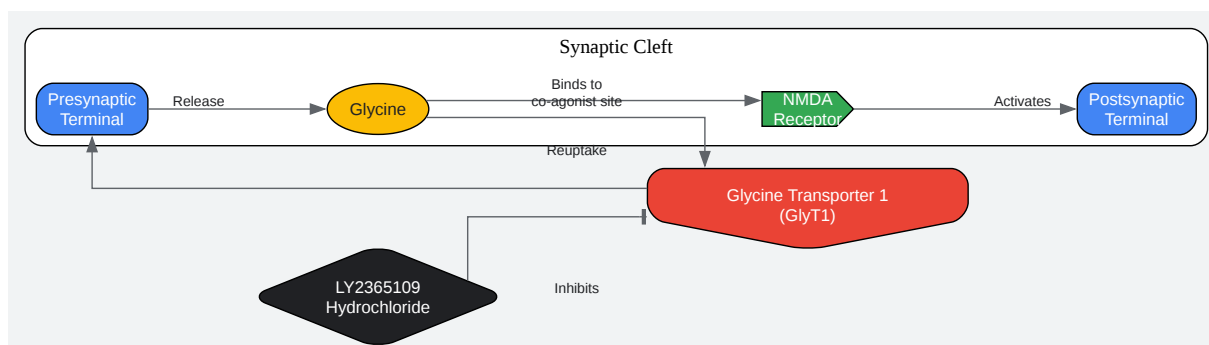 Synaptic Cleft
Presynaptic
Terminal
Release
Glycine
Binds to
co-agonist site
NMDA
Receptor
Activates
Postsynaptic
Terminal
Reuptake
Glycine Transporter 1
(GlyT1)
LY2365109
Hydrochloride
Inhibits